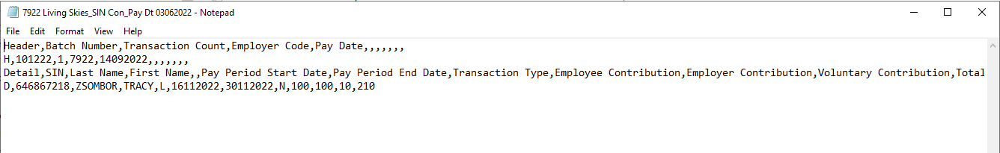 7922 Living Skies_SIN Con_Pay Dt 03062022 - Notepad
File Edit Format View Help
Header,Batch Number,Transaction Count,Employer Code,Pay Date,,,,,,,
H,101222,1,7922,14092022,,,,,,,
Detail,SIN,Last Name,First Name,,Pay Period Start Date,Pay Period End Date,Transaction Type,Employee Contribution,Employer Contribution,Voluntary Contribution,Total
D,646867218,ZSOMBOR,TRACY,L,16112022,30112022,N,100,100,10,210